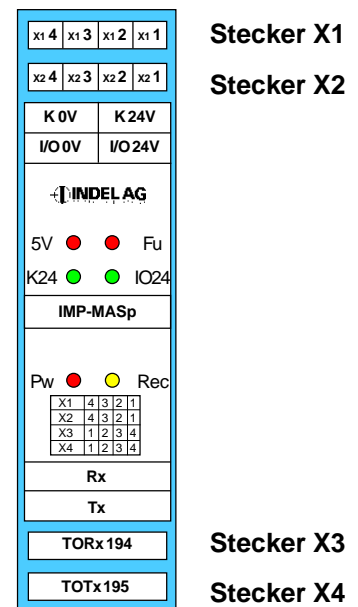 X1 4 X1 3 X1 2 X1 1 Stecker X1
X2 4 X2 3 X2 2 X2 1 Stecker X2
K 0V K 24V
I/O 0V I/O 24V
INDEL AG
5V Fu
K24 IO24
IMP-MASp
Pw Rec
X1 4 3 2 1
X2 4 3 2 1
X3 1 2 3 4
X4 1 2 3 4
Rx
Tx
TORx 194 Stecker X3
TOTx 195 Stecker X4